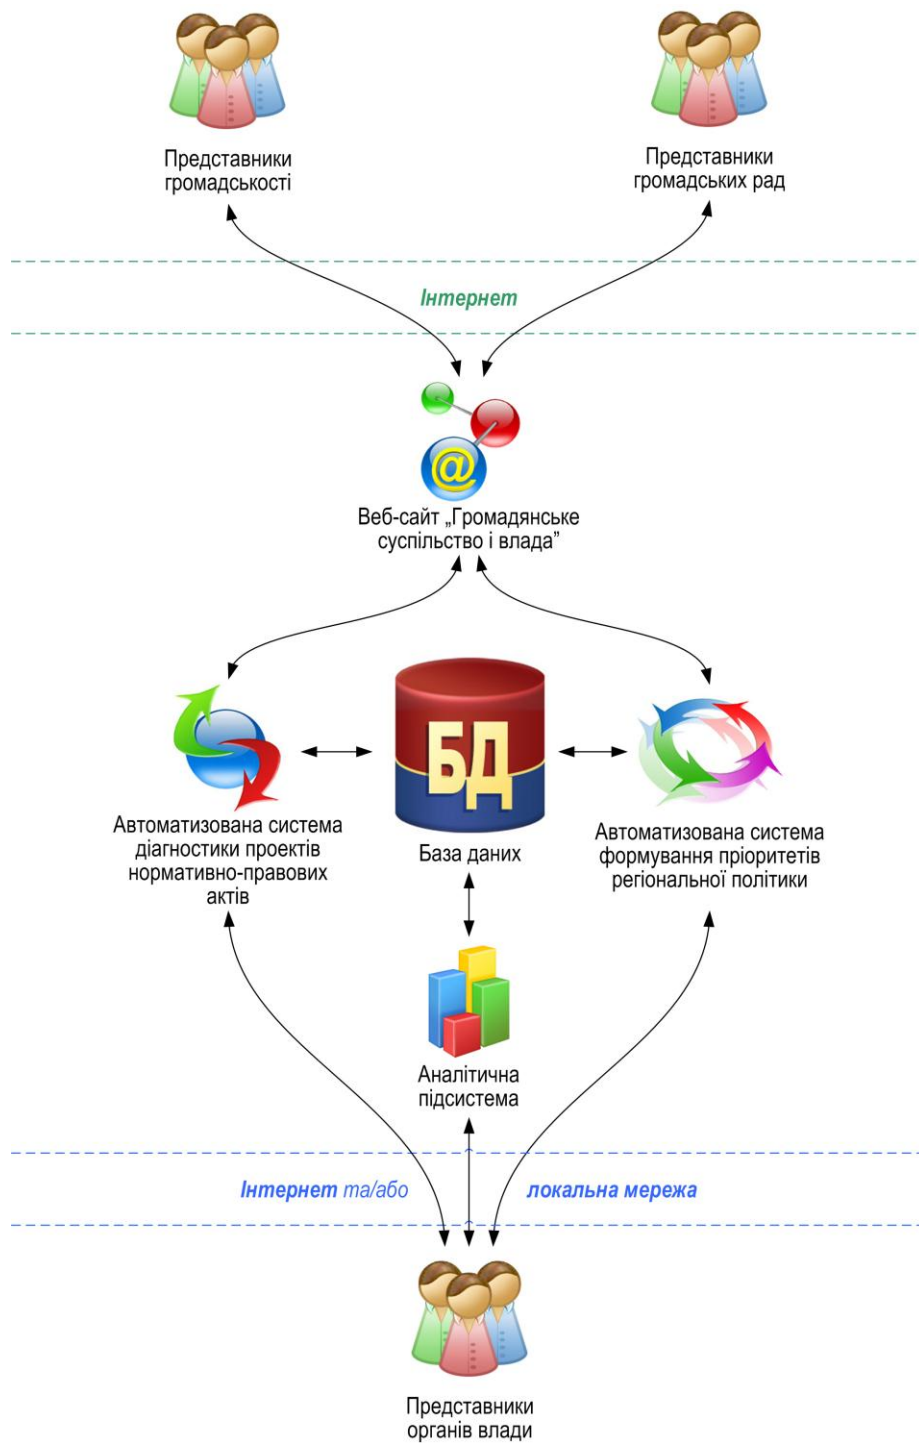 Представники
громадськості
Представники
громадських рад
Інтернет
@
Веб-сайт „Громадянське
суспільство і влада”
БД
Автоматизована система
діагностики проектів
нормативно-правових
актів
База даних
Автоматизована система
формування пріоритетів
регіональної політики
Аналітична
підсистема
Інтернет та/або локальна мережа
Представники
органів влади